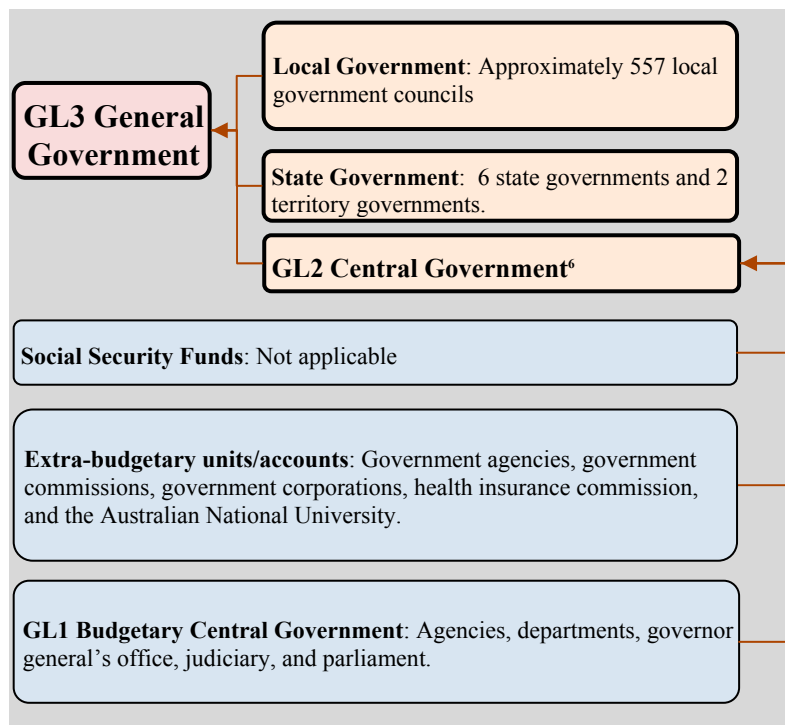 GL3 General
Government
Local Government: Approximately 557 local
government councils
State Government:  6 state governments and 2
territory governments.
GL2 Central Government⁶
Social Security Funds: Not applicable
Extra-budgetary units/accounts: Government agencies, government
commissions, government corporations, health insurance commission,
and the Australian National University.
GL1 Budgetary Central Government: Agencies, departments, governor
general’s office, judiciary, and parliament.